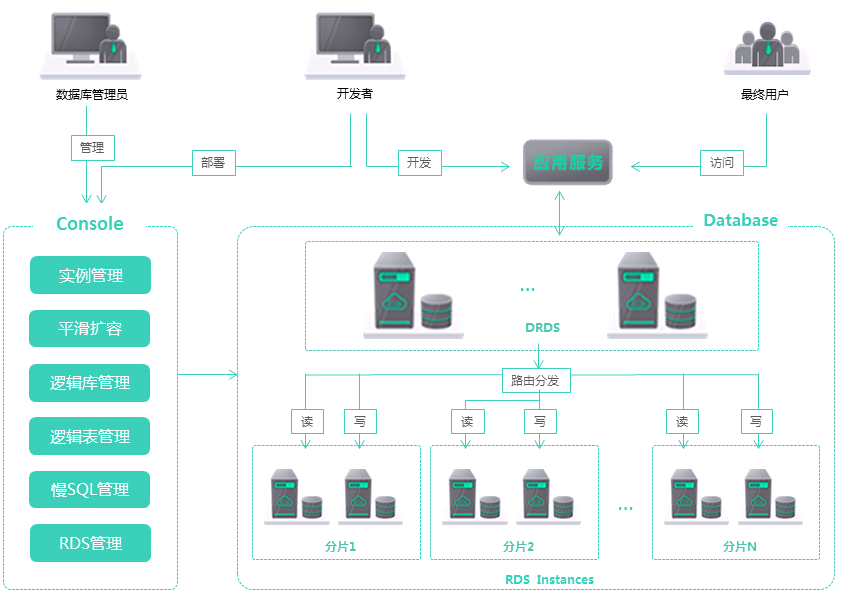 数据库管理员
开发者
最终用户
管理
部署
开发
应用服务
访问
Console
Database
实例管理
平滑扩容
逻辑库管理
逻辑表管理
慢SQL管理
RDS管理
...
DRDS
路由分发
读
写
读
写
读
写
分片1
分片2
...
分片N
RDS Instances